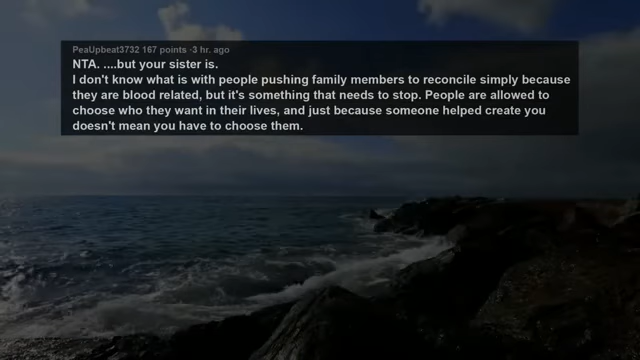 PeaUpbeat3732 167 points · 3 hr. ago
NTA. ....but your sister is.
I don't know what is with people pushing family members to reconcile simply because
they are blood related, but it's something that needs to stop. People are allowed to
choose who they want in their lives, and just because someone helped create you
doesn't mean you have to choose them.